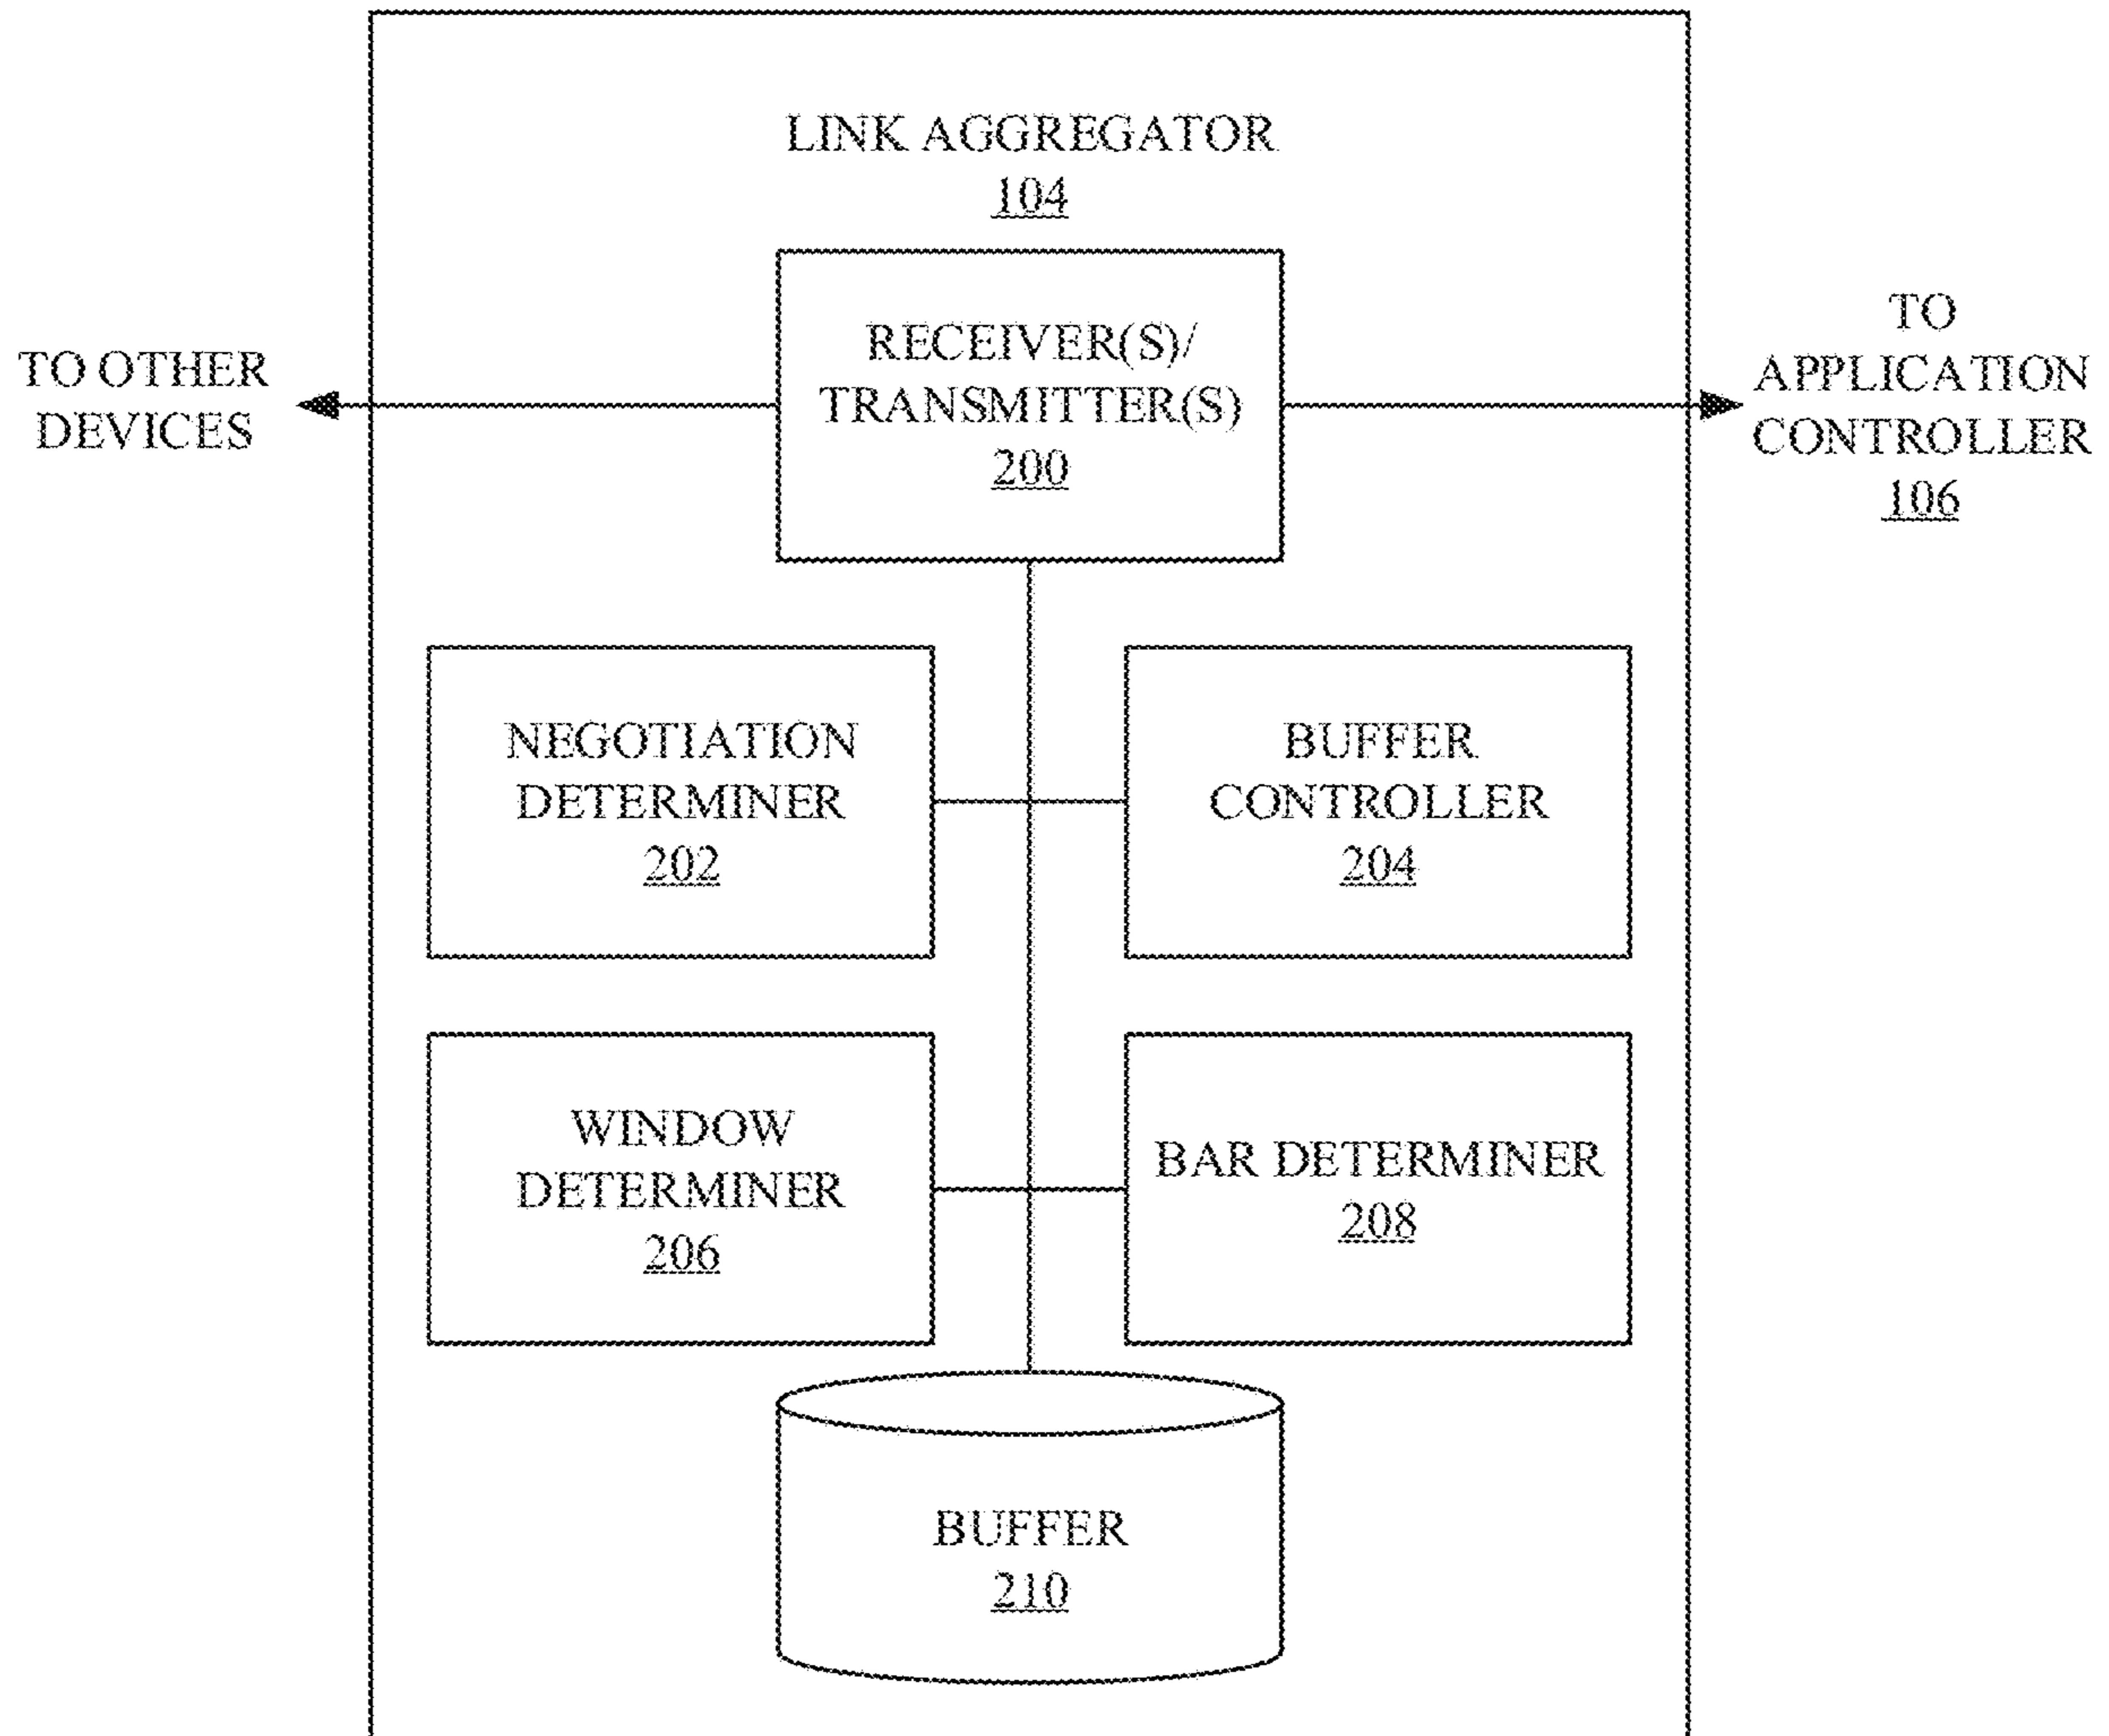 LINK AGGREGATOR
104
RECEIVER(S)/
TRANSMITTER(S)
200
TO OTHER
DEVICES
TO
APPLICATION
CONTROLLER
106
NEGOTIATION
DETERMINER
202
BUFFER
CONTROLLER
204
WINDOW
DETERMINER
206
BAR DETERMINER
208
BUFFER
210